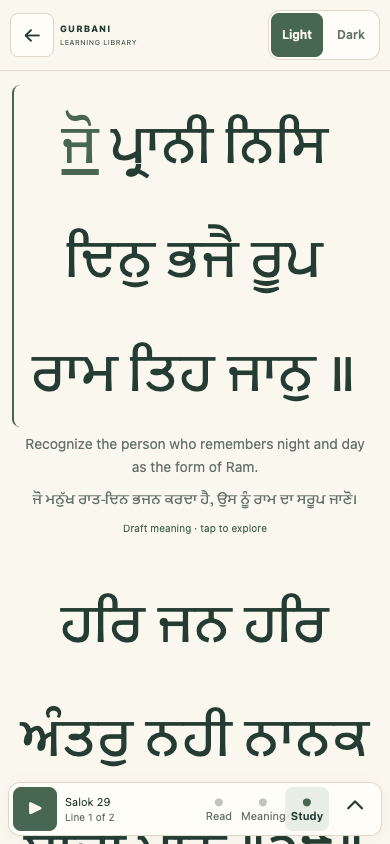 GURBANI
LEARNING LIBRARY
Light
Dark
ਜੋ ਪ੍ਰਾਨੀ ਨਿਸਿ
ਦਿਨੁ ਭਜੈ ਰੂਪ
ਰਾਮ ਤਿਹ ਜਾਨੁ ॥
Recognize the person who remembers night and day
as the form of Ram.
ਜੋ ਮਨੁੱਖ ਰਾਤ-ਦਿਨ ਭਜਨ ਕਰਦਾ ਹੈ, ਉਸ ਨੂੰ ਰਾਮ ਦਾ ਸਰੂਪ ਜਾਣੋ।
Draft meaning · tap to explore
ਹਰਿ ਜਨ ਹਰਿ
ਅੰਤਰੁ ਨਹੀ ਨਾਨਕ
Salok 29
Line 1 of 2
Read
Meaning
Study